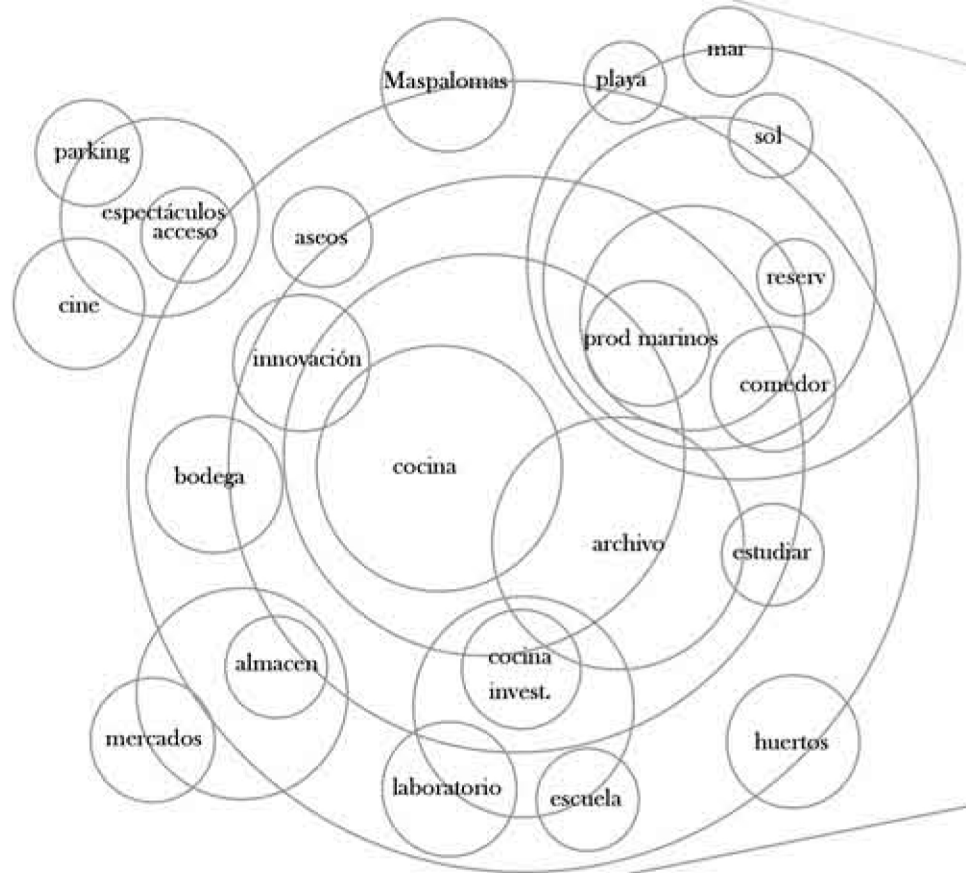 mar
Maspalomas
playa
sol
parking
espectáculos
acceso
aseos
reserv
cine
prod marinos
innovación
comedor
cocina
bodega
archivo
estudiar
cocina
invest.
almacen
mercados
huertos
laboratorio
escuela